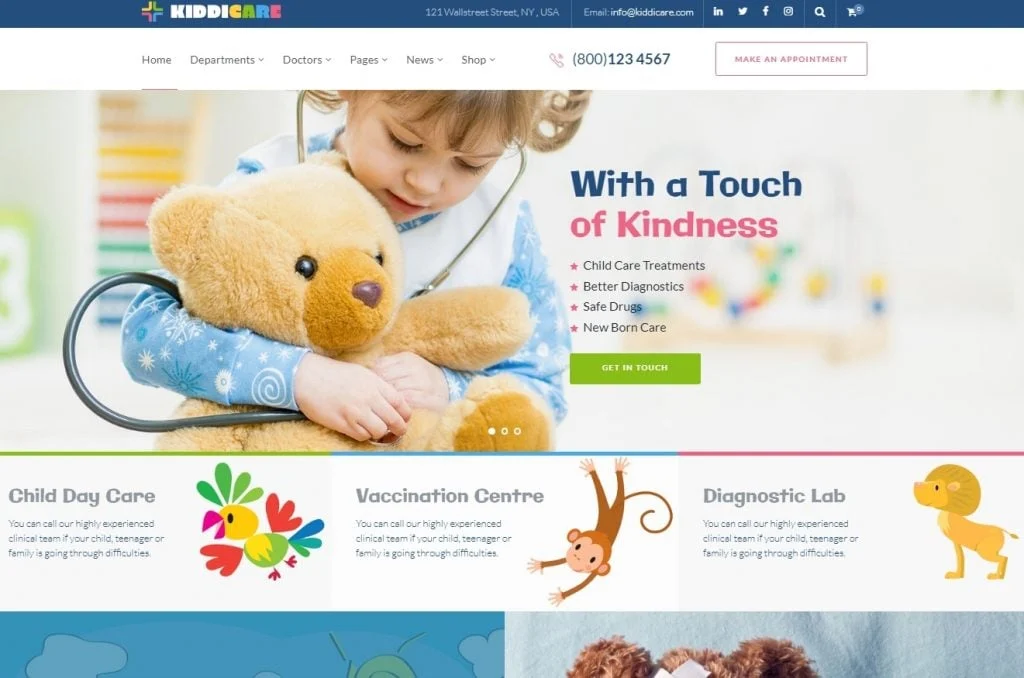 KIDDICARE
121 Wallstreet Street, NY , USA
Email: info@kiddicare.com
0
Home
Departments
Doctors
Pages
News
Shop
(800)123 4567
MAKE AN APPOINTMENT
With a Touch
of Kindness
Child Care Treatments
Better Diagnostics
Safe Drugs
New Born Care
GET IN TOUCH
Child Day Care
You can call our highly experienced
clinical team if your child, teenager or
family is going through difficulties.
Vaccination Centre
You can call our highly experienced
clinical team if your child, teenager or
family is going through difficulties.
Diagnostic Lab
You can call our highly experienced
clinical team if your child, teenager or
family is going through difficulties.